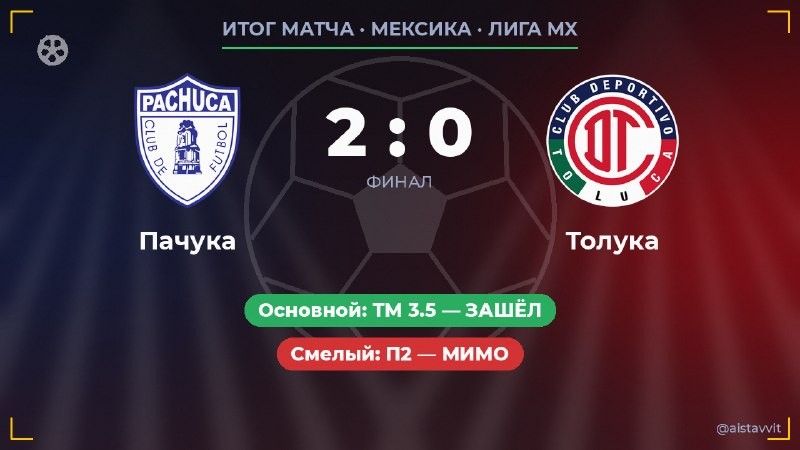 ИТОГ МАТЧА · МЕКСИКА · ЛИГА MX
PACHUCA
CLUB DE FUTBOL
2 : 0
ФИНАЛ
CLUB DEPORTIVO
TOLUCA
DTC
Пачука
Толука
Основной: ТМ 3.5 — ЗАШЁЛ
Смелый: П2 — МИМО
@aistavvit